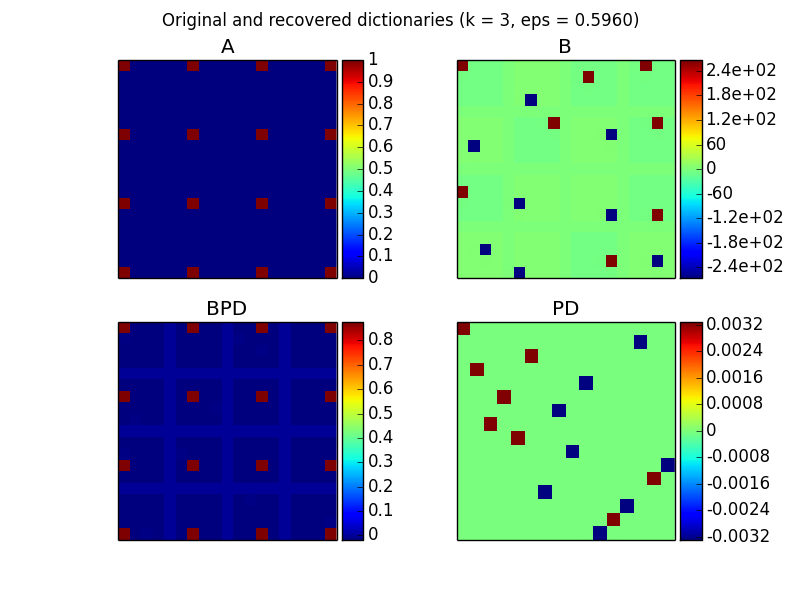 Original and recovered dictionaries (k = 3, eps = 0.5960)
A
1
0.9
0.8
0.7
0.6
0.5
0.4
0.3
0.2
0.1
0
B
2.4e+02
1.8e+02
1.2e+02
60
0
-60
-1.2e+02
-1.8e+02
-2.4e+02
BPD
0.8
0.7
0.6
0.5
0.4
0.3
0.2
0.1
0
PD
0.0032
0.0024
0.0016
0.0008
0
-0.0008
-0.0016
-0.0024
-0.0032